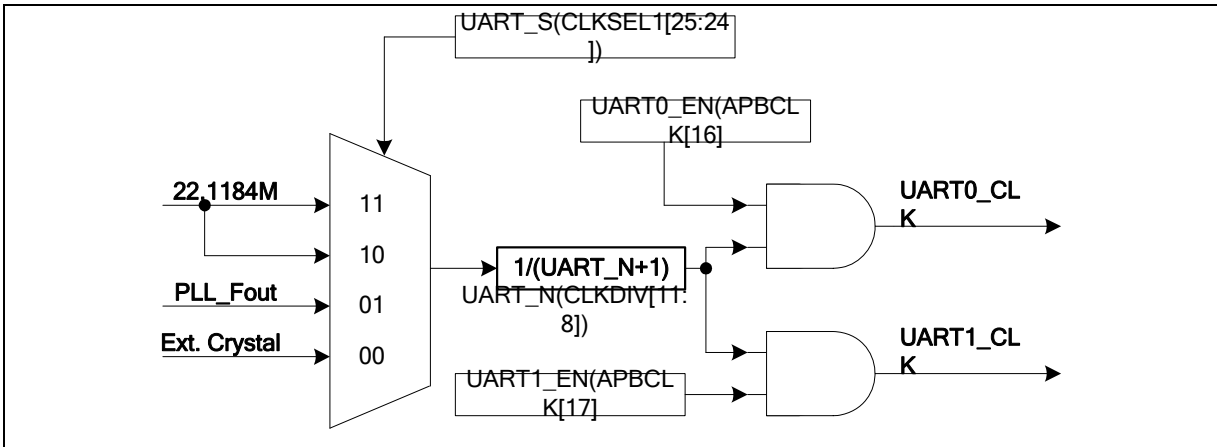 UART_S(CLKSEL1[25:24
])
UART0_EN(APBCL
K[16]
22.1184M
11
10
PLL_Fout
01
Ext. Crystal
00
1/(UART_N+1)
UART_N(CLKDIV[11:
8])
UART0_CL
K
UART1_CL
K
UART1_EN(APBCL
K[17]